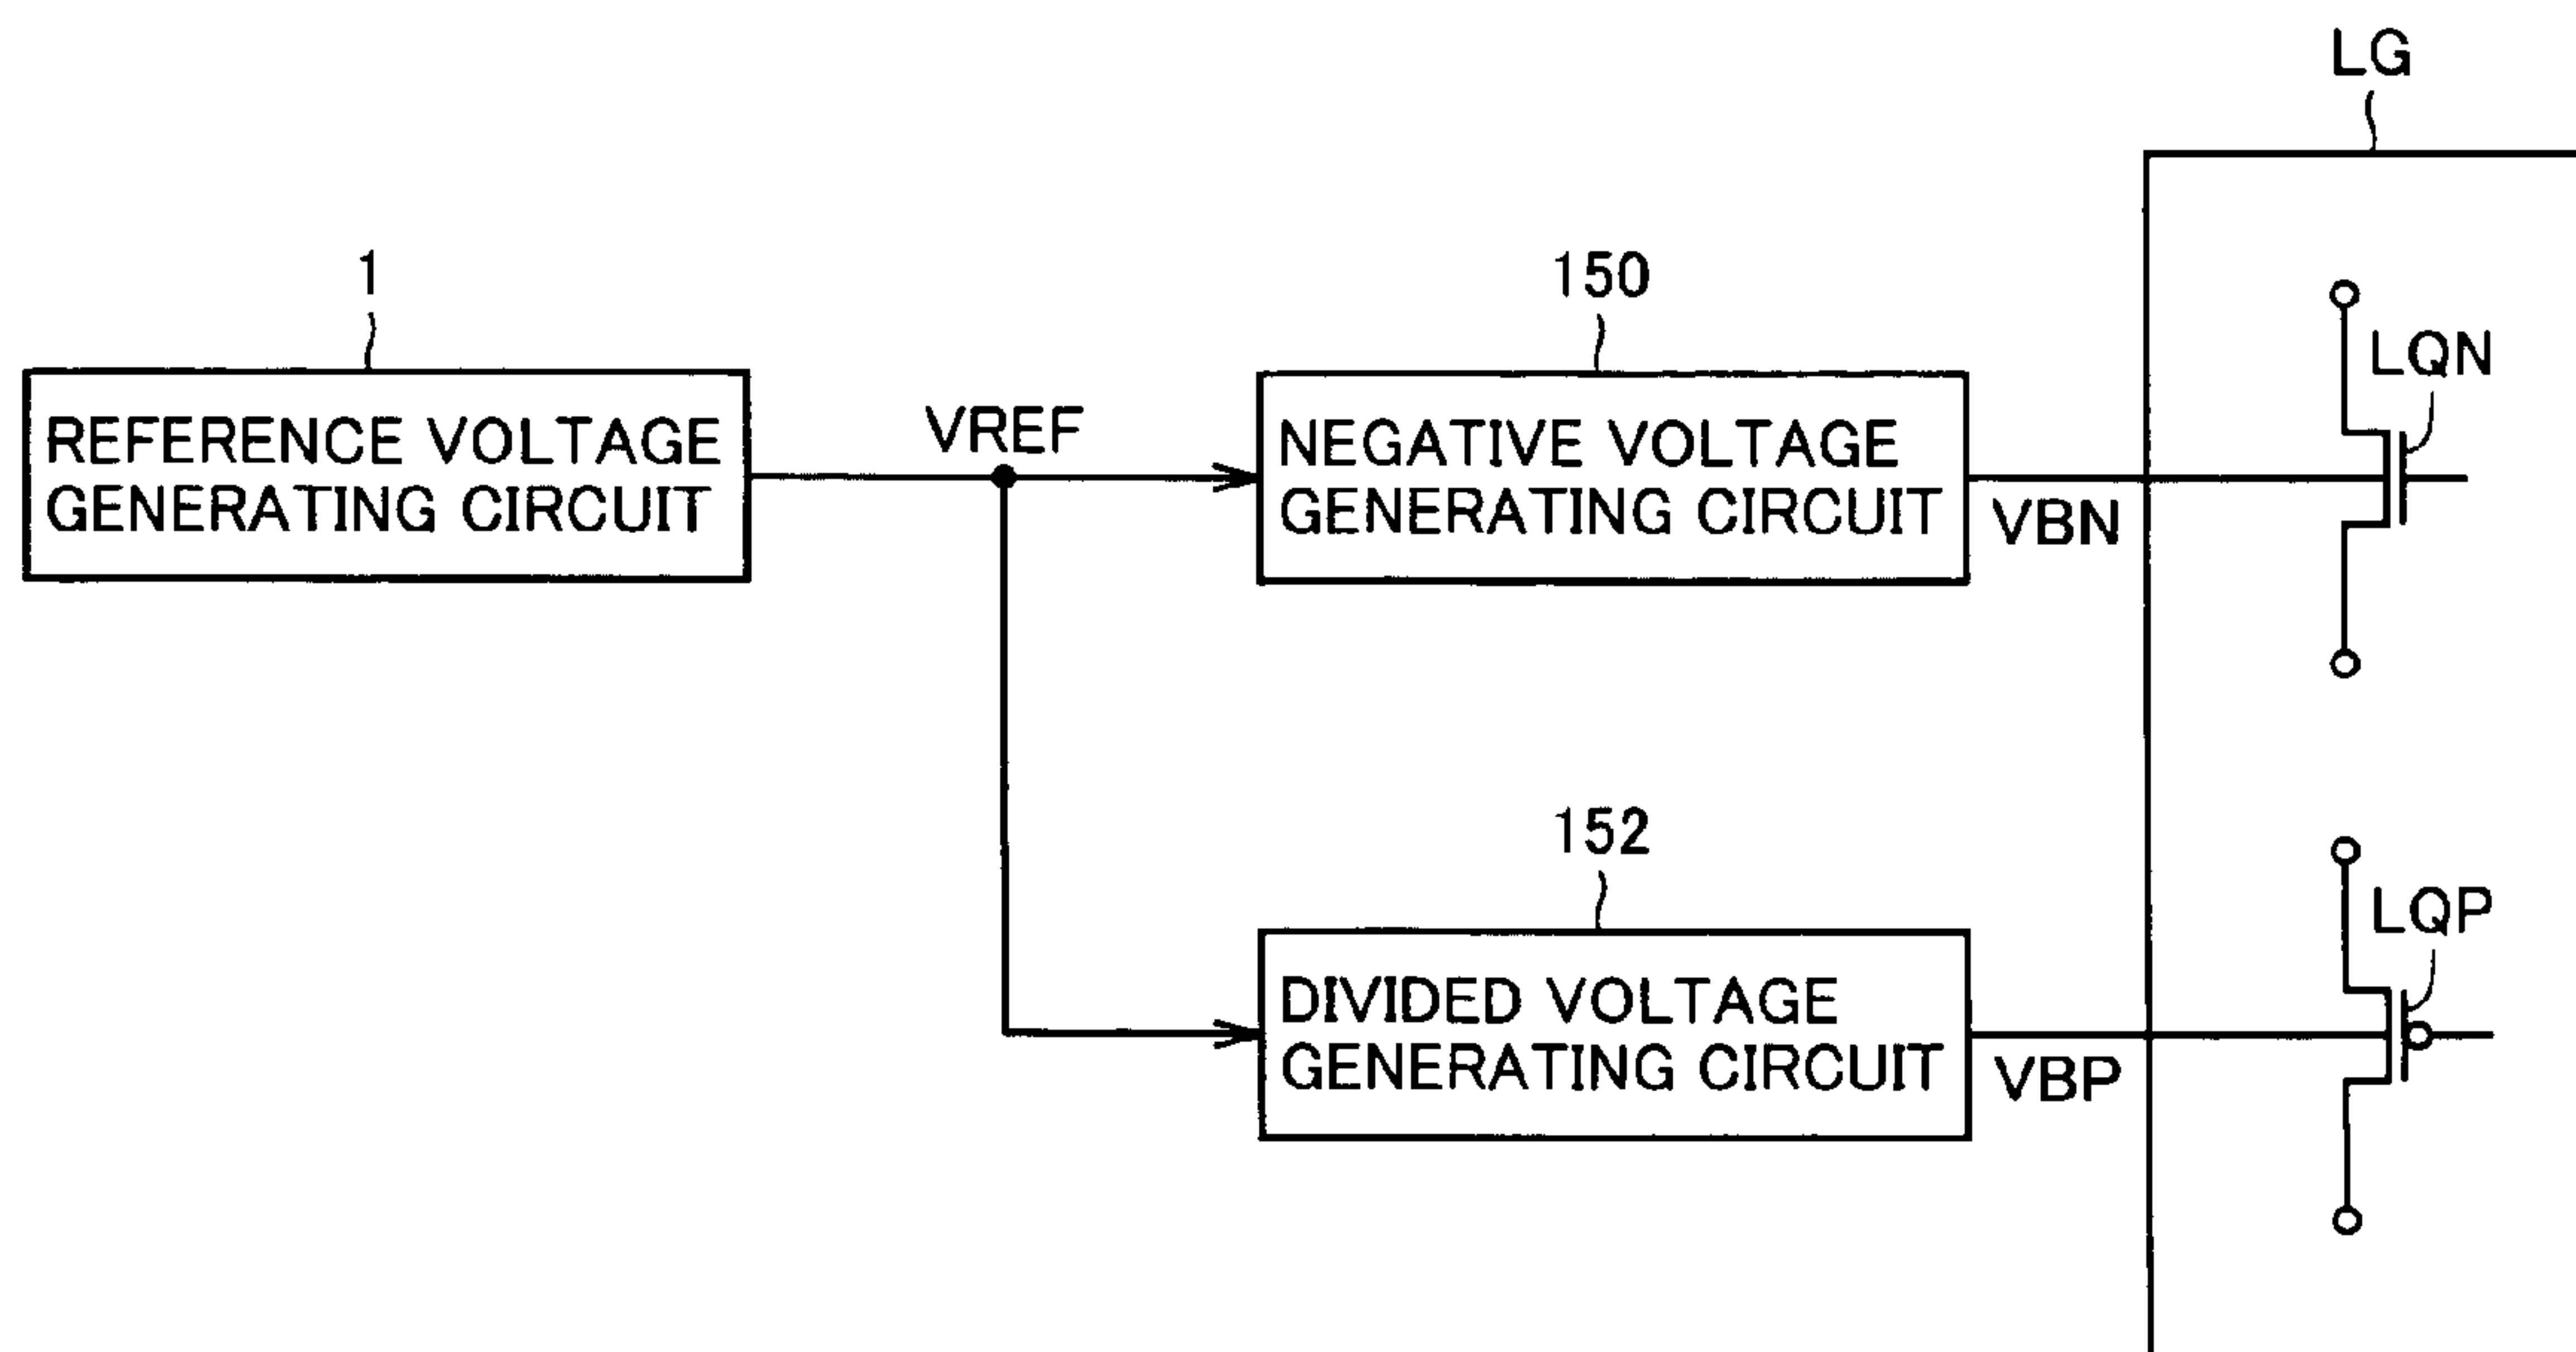 LG
1
150
LQN
REFERENCE VOLTAGE
GENERATING CIRCUIT
VREF
NEGATIVE VOLTAGE
GENERATING CIRCUIT
VBN
152
LQP
DIVIDED VOLTAGE
GENERATING CIRCUIT
VBP